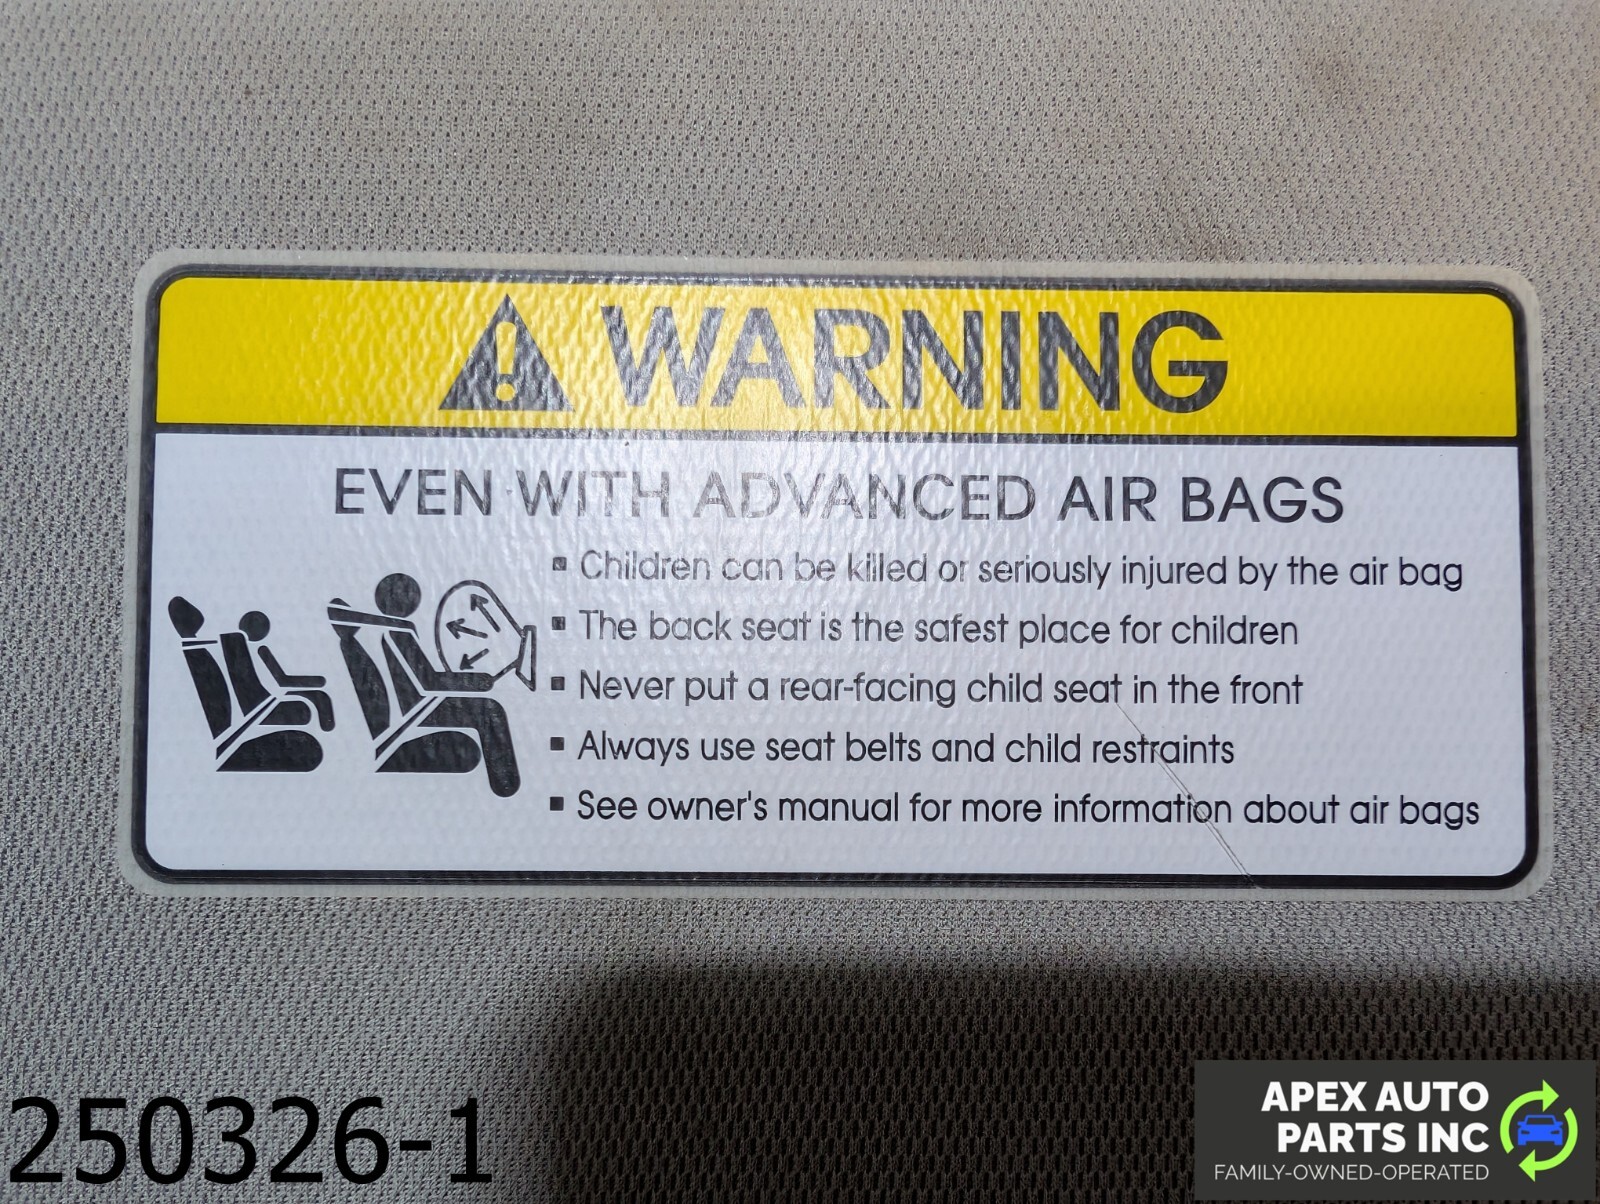 WARNING
EVEN WITH ADVANCED AIR BAGS
▪ Children can be killed or seriously injured by the air bag
▪ The back seat is the safest place for children
▪ Never put a rear-facing child seat in the front
▪ Always use seat belts and child restraints
▪ See owner's manual for more information about air bags
250326-1
APEX AUTO
PARTS INC
FAMILY-OWNED-OPERATED